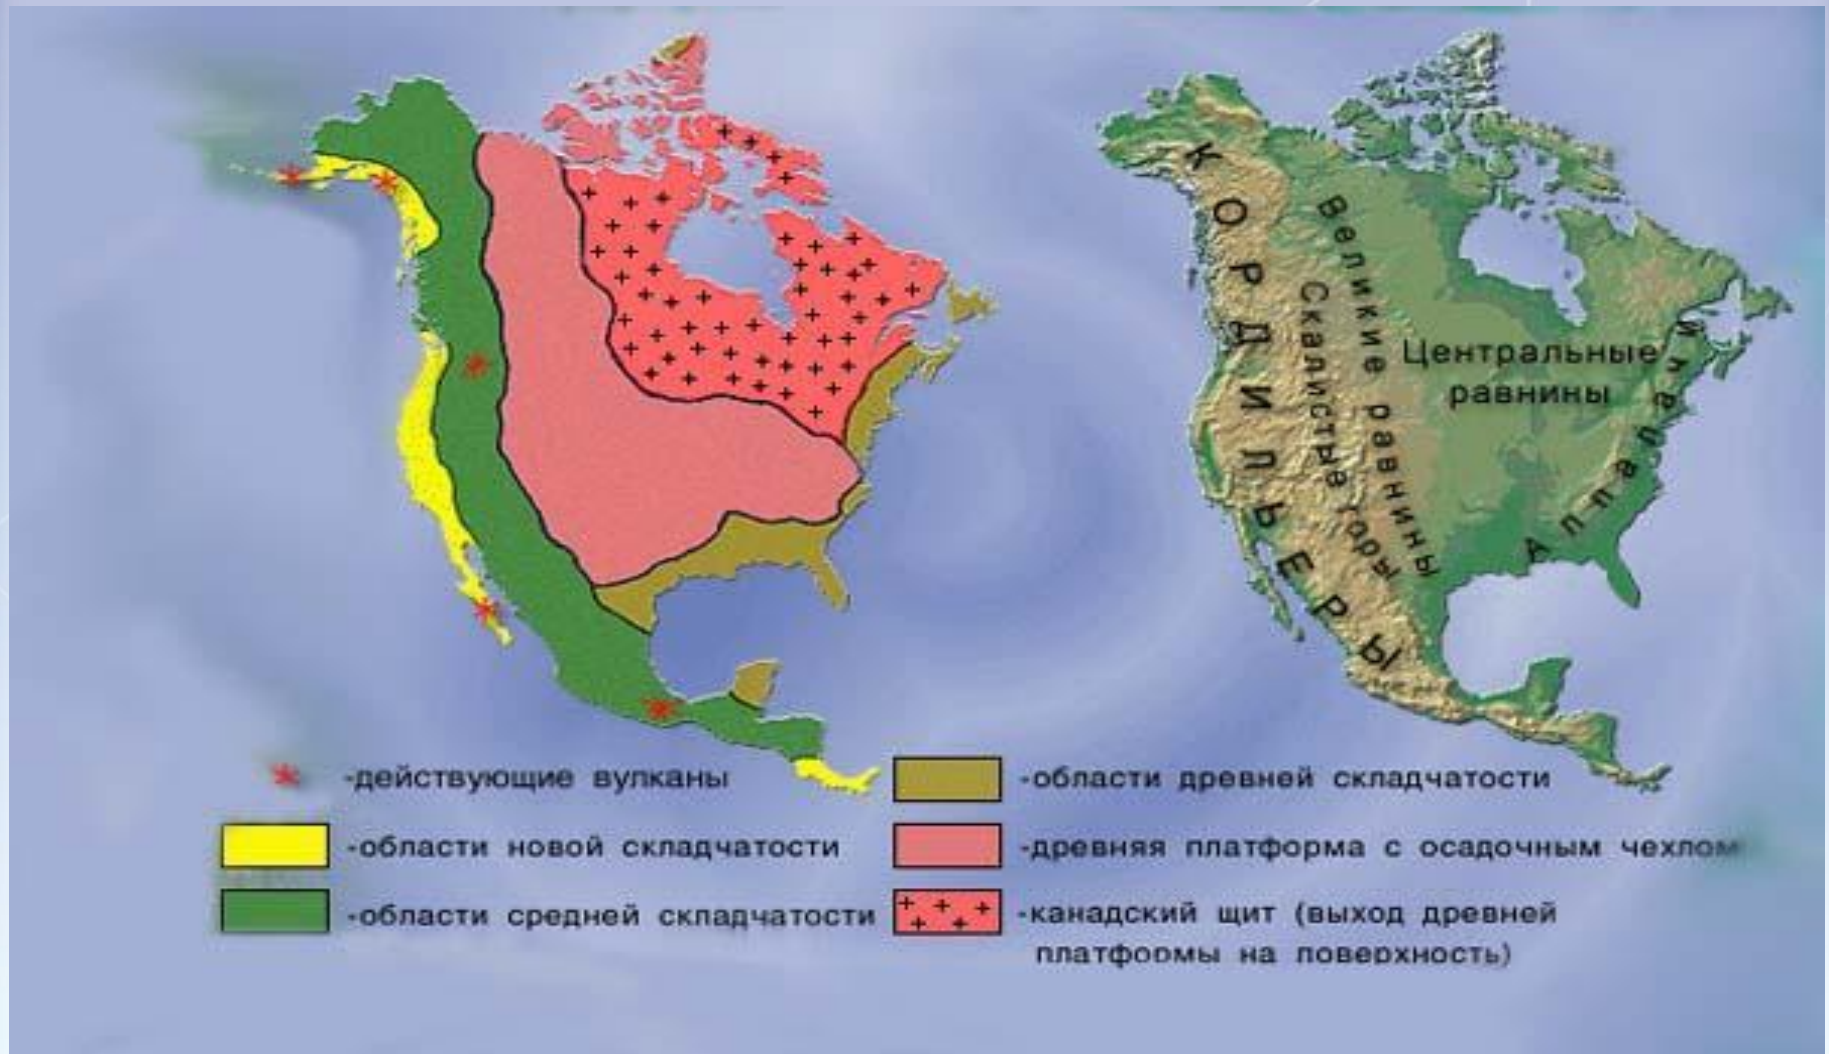 КОРДИЛЬЕРЫ
Скалистые горы
Великие равнины
Центральные
равнины
Аппалачи
-действующие вулканы
-области новой складчатости
-области средней складчатости
-области древней складчатости
-древняя платформа с осадочным чехлом
-канадский щит (выход древней
платформы на поверхность)